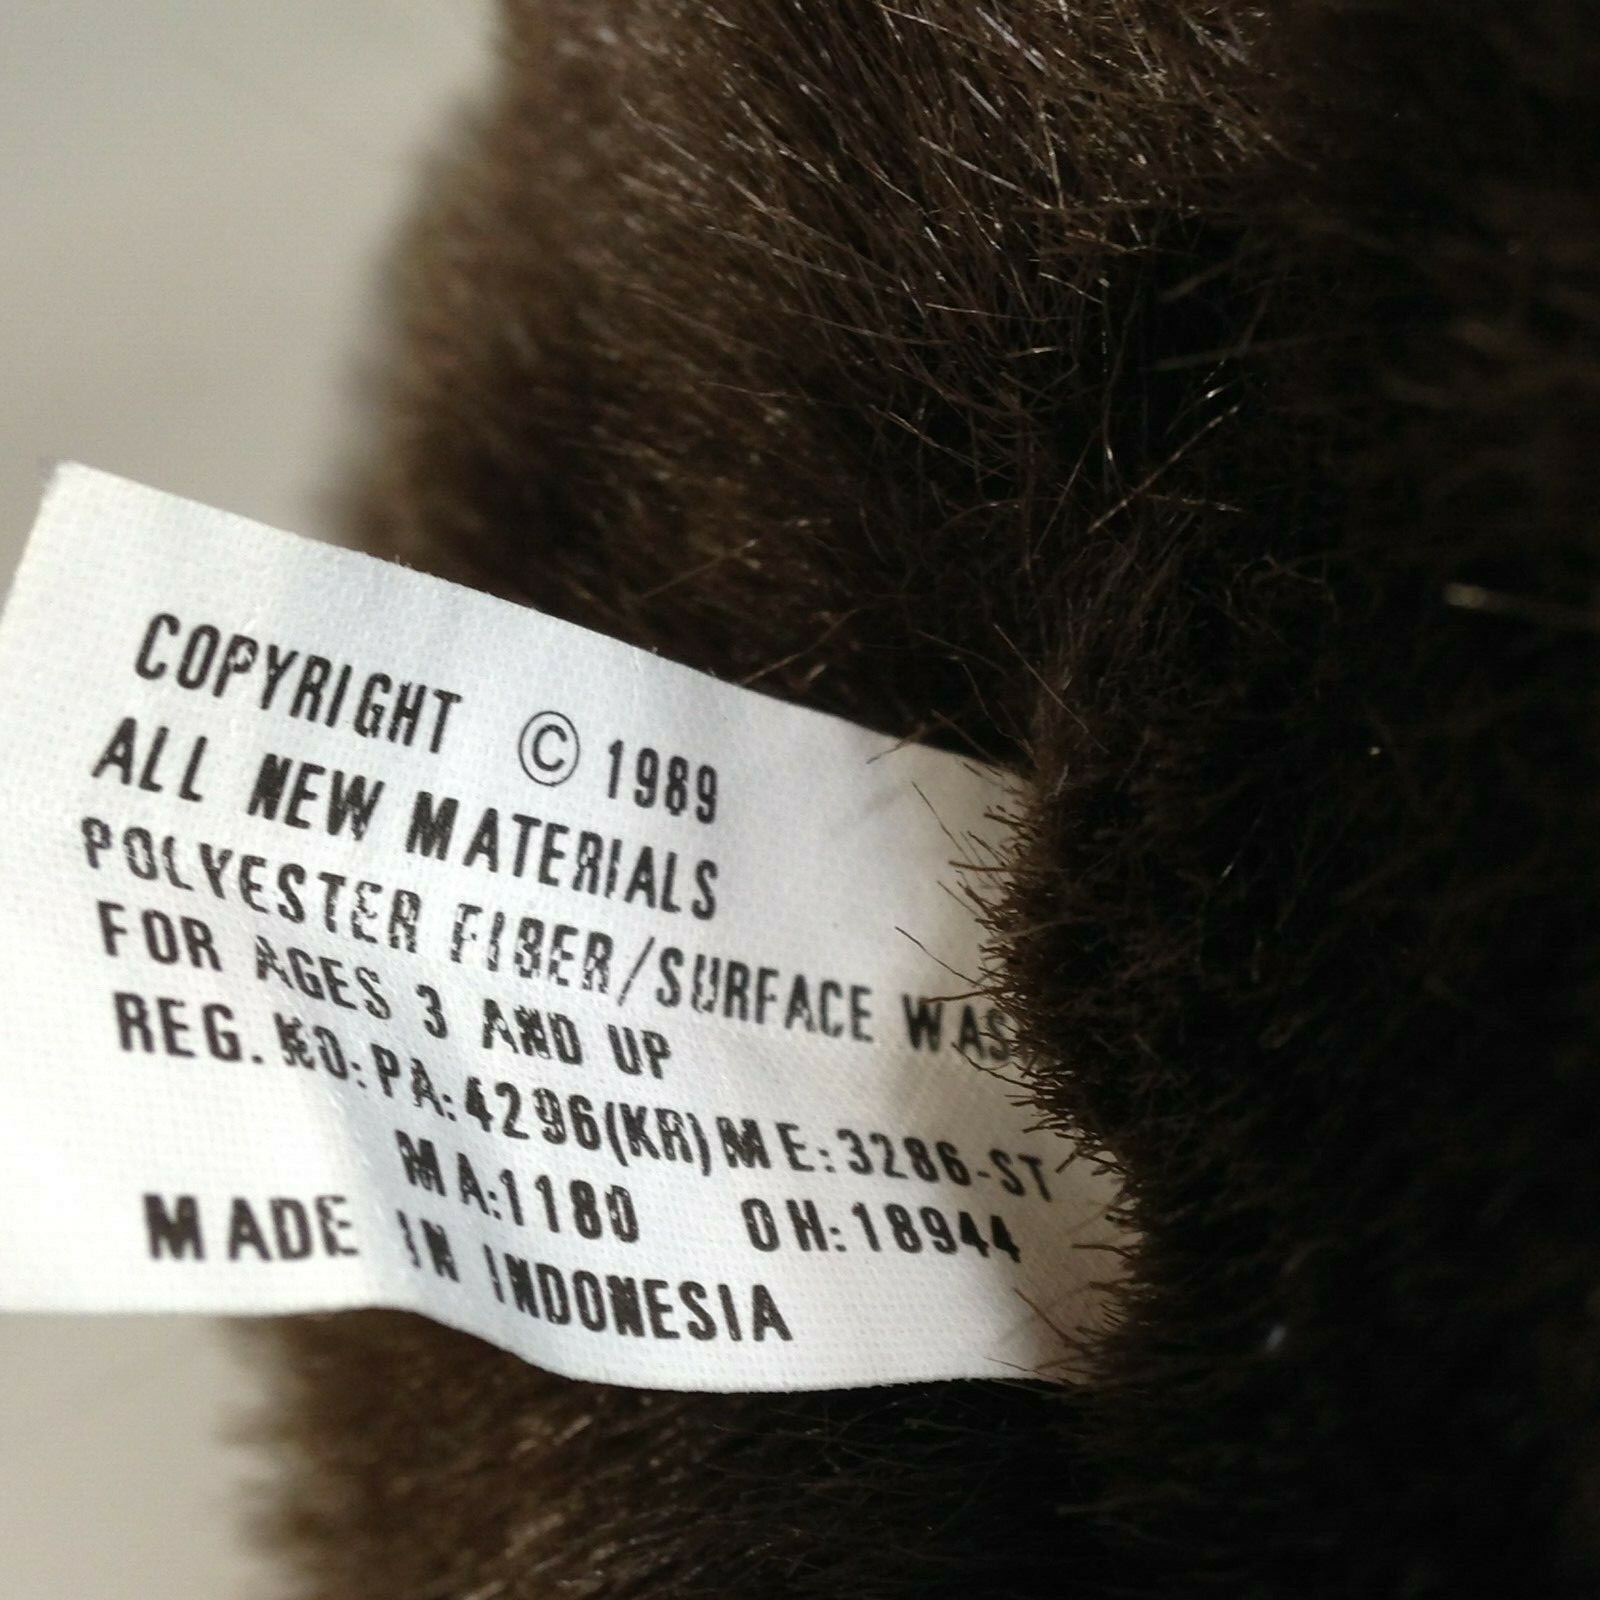 COPYRIGHT © 1989
ALL NEW MATERIALS
POLYESTER FIBER/SURFACE WAS
FOR AGES 3 AND UP
REG. NO: PA: 4296(KR) ME: 3286-ST
MA: 1180 OH: 18944
MADE IN INDONESIA